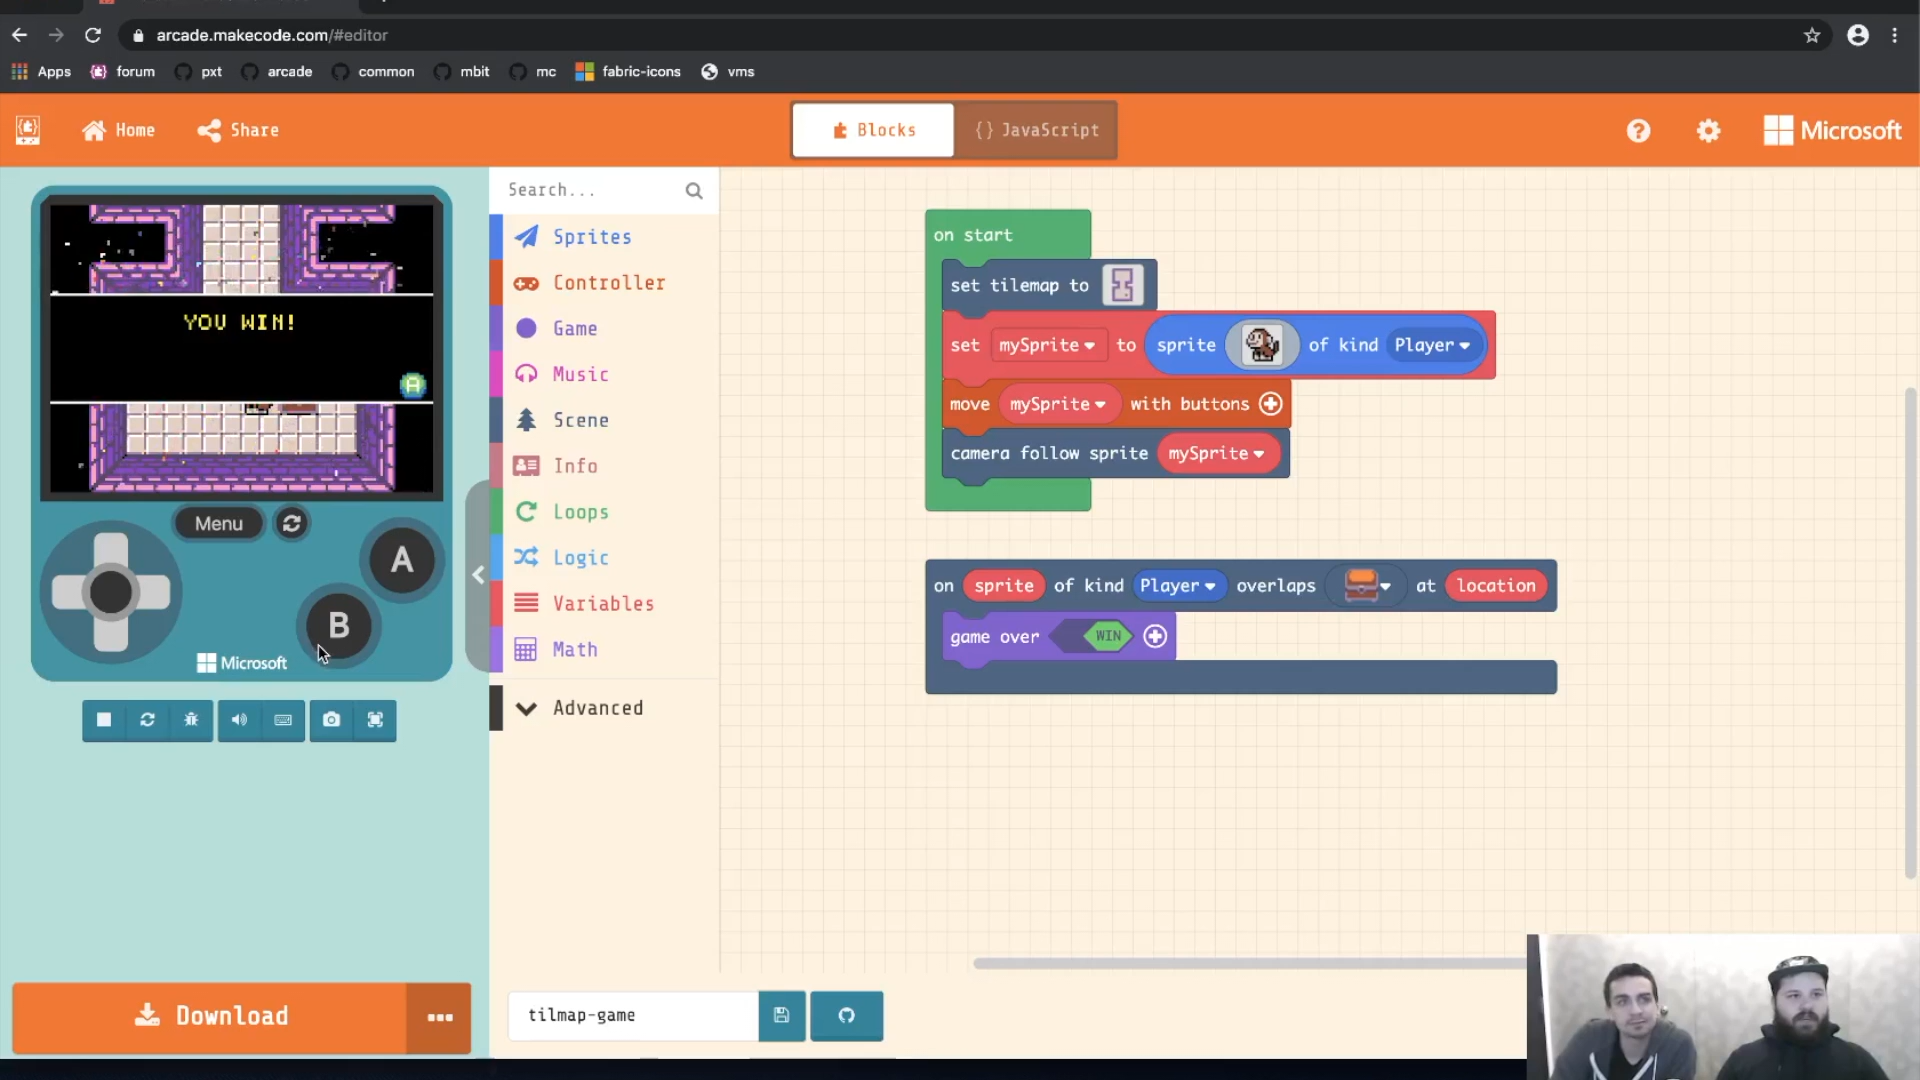 arcade.makecode.com/#editor
Apps forum pxt arcade common mbit mc fabric-icons vms
Home Share Blocks {} JavaScript ? Microsoft
Search...
YOU WIN!
A
Menu
A
B
Microsoft
Sprites
Controller
Game
Music
Scene
Info
Loops
Logic
Variables
Math
Advanced
on start
set tilemap to
set mySprite to sprite of kind Player
move mySprite with buttons
camera follow sprite mySprite
on sprite of kind Player overlaps at location
game over WIN
Download ...
tilmap-game